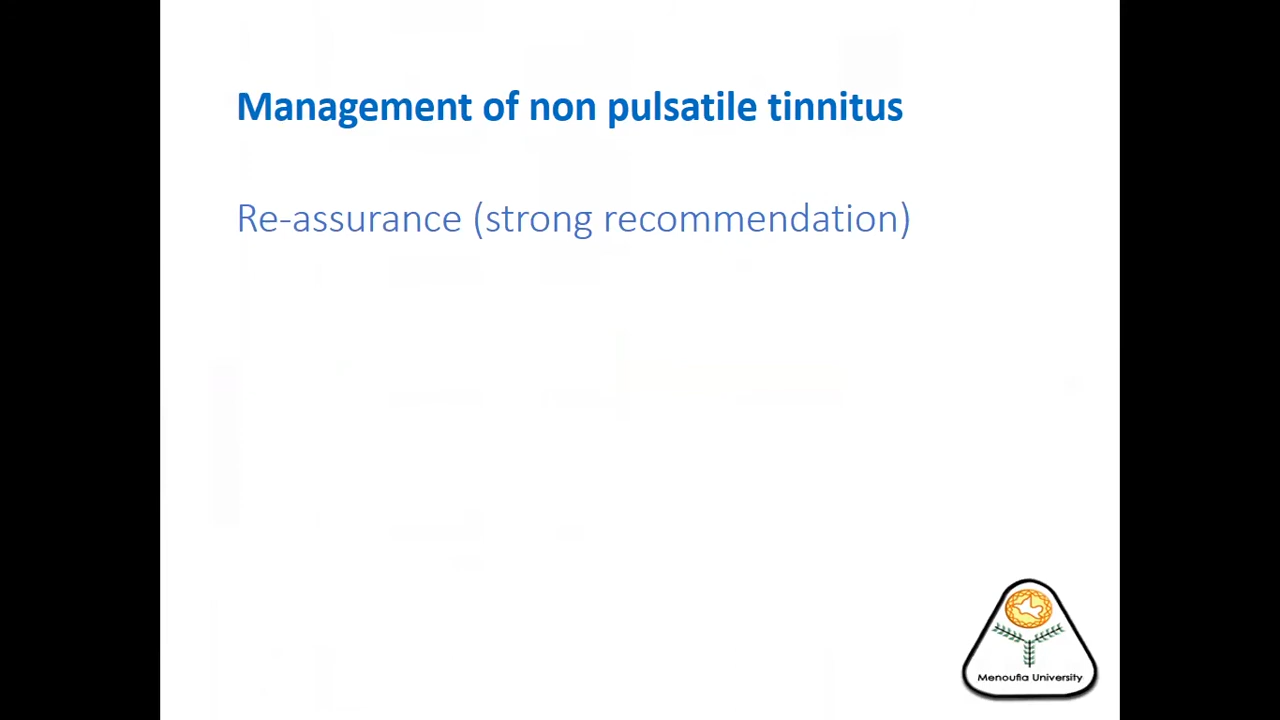 Management of non pulsatile tinnitus
Re-assurance (strong recommendation)
Menoufia University